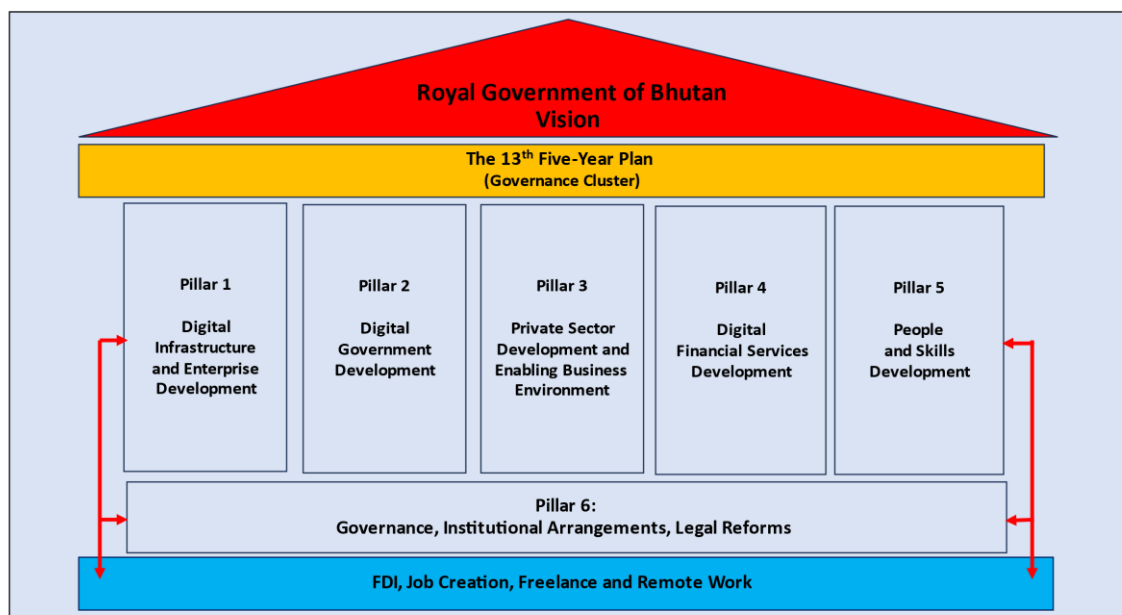 Royal Government of Bhutan
Vision
The 13th Five-Year Plan
(Governance Cluster)
Pillar 1
Digital
Infrastructure
and Enterprise
Development
Pillar 2
Digital
Government
Development
Pillar 3
Private Sector
Development and
Enabling Business
Environment
Pillar 4
Digital
Financial Services
Development
Pillar 5
People
and Skills
Development
Pillar 6:
Governance, Institutional Arrangements, Legal Reforms
FDI, Job Creation, Freelance and Remote Work